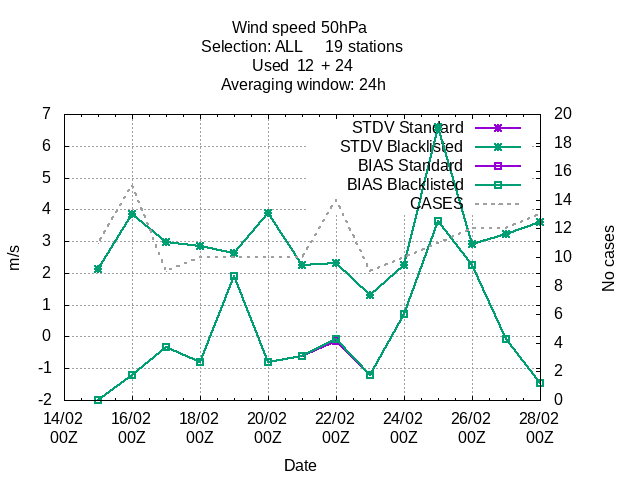 Wind speed 50hPa
Selection: ALL 19 stations
Used 12 + 24
Averaging window: 24h
STDV Standard
STDV Blacklisted
BIAS Standard
BIAS Blacklisted
CASES
7
6
5
4
3
2
1
0
-1
-2
m/s
20
18
16
14
12
10
8
6
4
2
0
No cases
14/02 16/02 18/02 20/02 22/02 24/02 26/02 28/02
00Z 00Z 00Z 00Z 00Z 00Z 00Z 00Z
Date